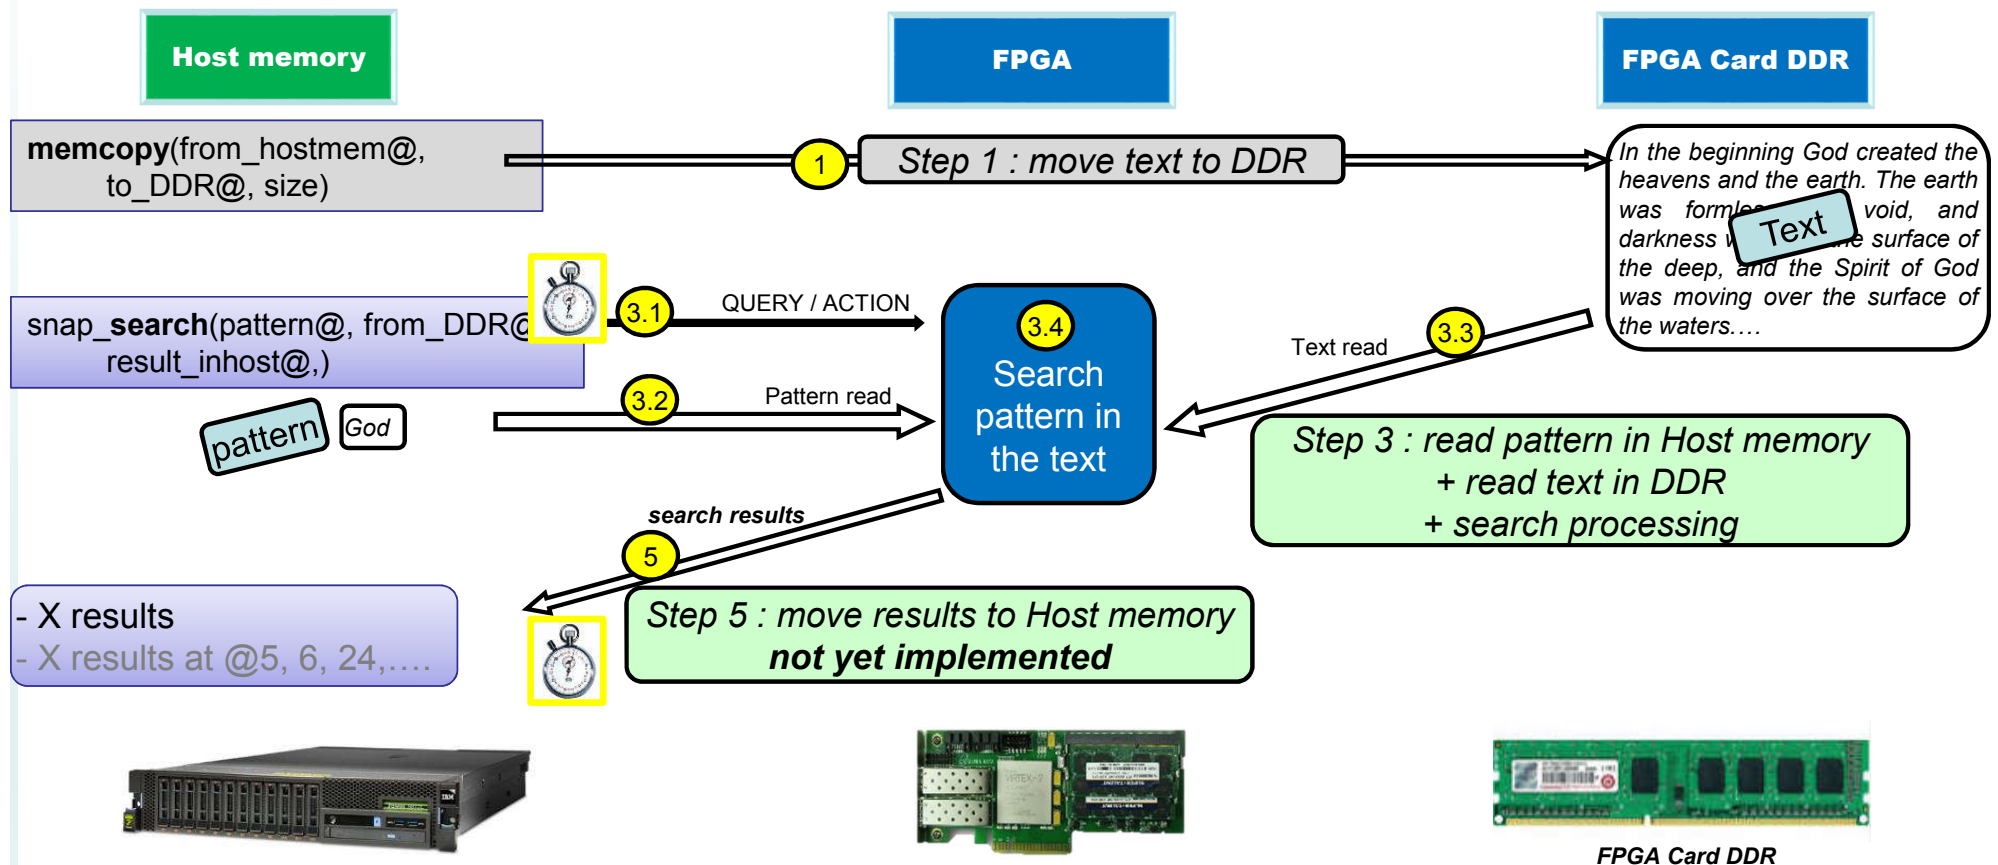 Host memory
FPGA
FPGA Card DDR
memcopy(from_hostmem@,
to_DDR@, size)
1
Step 1 : move text to DDR
In the beginning God created the
heavens and the earth. The earth
was void, and
darkness surface of
the deep, and the Spirit of God
was moving over the surface of
the waters….
Text
snap_search(pattern@, from_DDR@
result_inhost@,)
3.1
QUERY / ACTION
3.4
Search
pattern in
the text
3.3
Text read
3.2
Pattern read
pattern
God
Step 3 : read pattern in Host memory
+ read text in DDR
+ search processing
search results
5
Step 5 : move results to Host memory
not yet implemented
- X results
- X results at @5, 6, 24,….
FPGA Card DDR